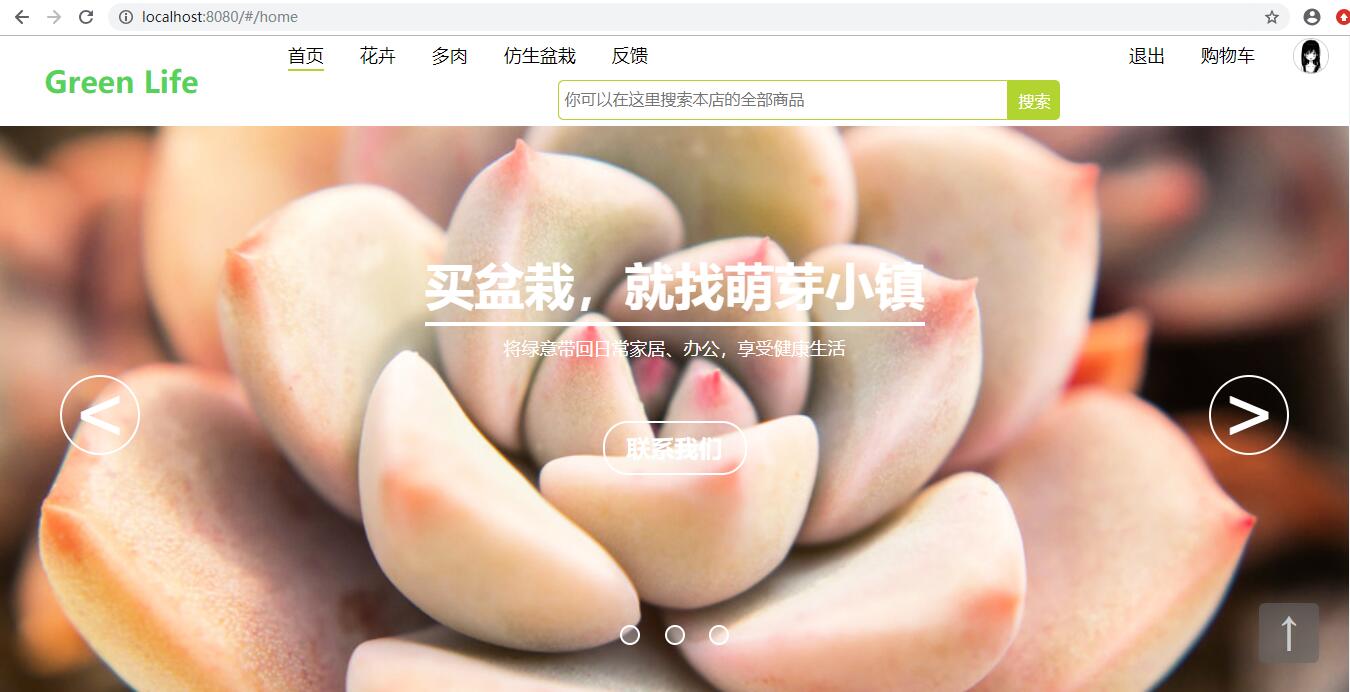 localhost:8080/#/home
Green Life
首页 花卉 多肉 仿生盆栽 反馈 退出 购物车
你可以在这里搜索本店的全部商品 搜索
买盆栽，就找萌芽小镇
将绿意带回日常家居、办公，享受健康生活
< >
联系我们
↑